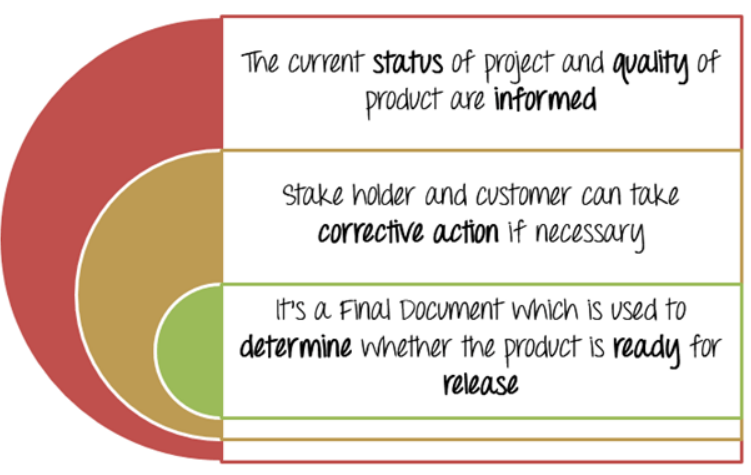 The current status of project and quality of
product are informed
Stake holder and customer can take
corrective action if necessary
It's a Final Document which is used to
determine whether the product is ready for
release